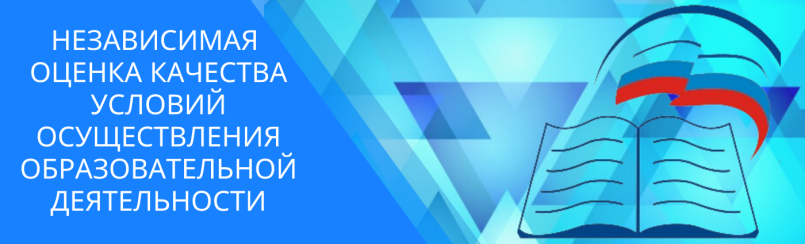 НЕЗАВИСИМАЯ
ОЦЕНКА КАЧЕСТВА
УСЛОВИЙ
ОСУЩЕСТВЛЕНИЯ
ОБРАЗОВАТЕЛЬНОЙ
ДЕЯТЕЛЬНОСТИ